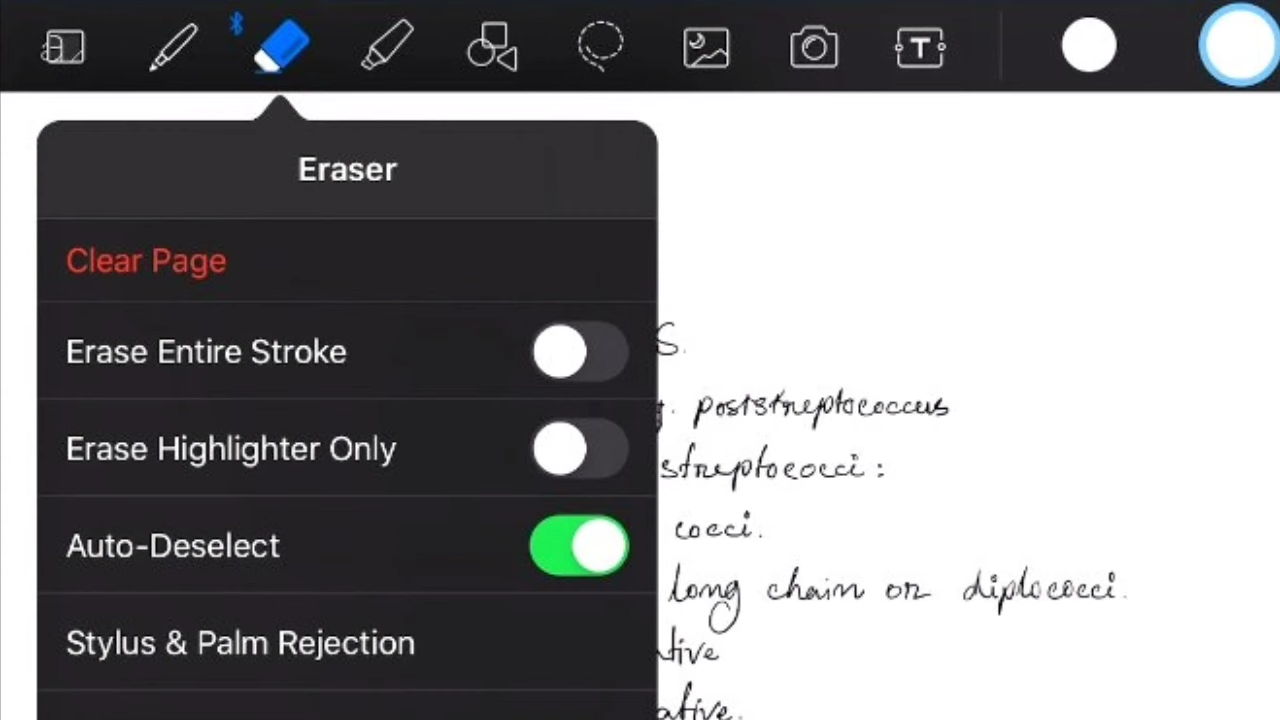 T
Eraser
Clear Page
Erase Entire Stroke
S.
Erase Highlighter Only
poststreptococcus
streptococci:
Auto-Deselect
cocci.
long chain or diplococci.
Stylus & Palm Rejection
tive
ative.